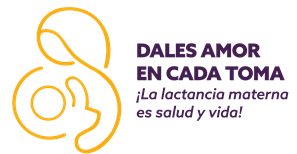 DALES AMOR
EN CADA TOMA
¡La lactancia materna
es salud y vida!